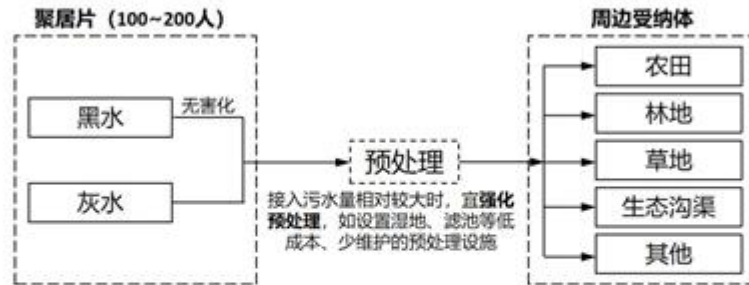 聚居片（100~200人）
黑水
无害化
灰水
预处理
接入污水量相对较大时，宜强化
预处理，如设置湿地、滤池等低
成本、少维护的预处理设施
周边受纳体
农田
林地
草地
生态沟渠
其他